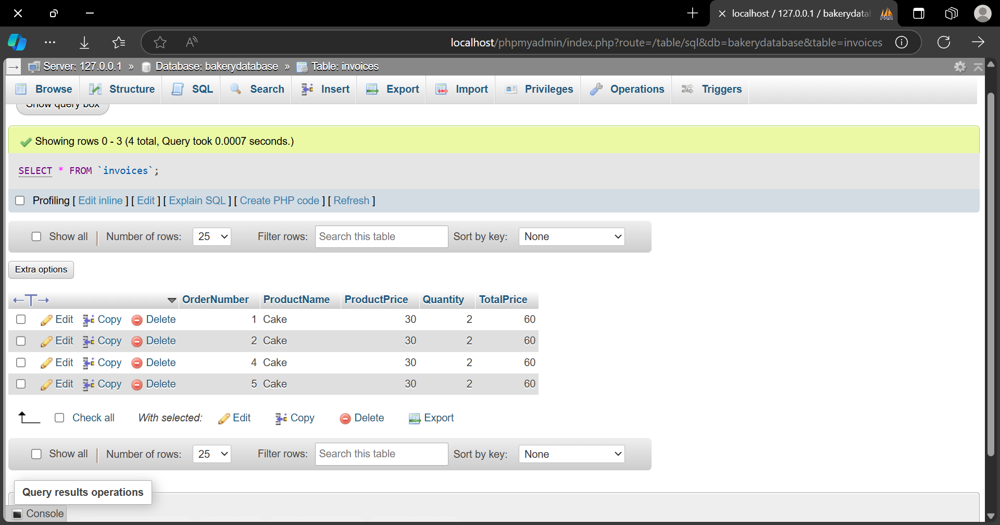 localhost / 127.0.0.1 / bakerydata
localhost/phpmyadmin/index.php?route=/table/sql&db=bakerydatabase&table=invoices
Server: 127.0.0.1 » Database: bakerydatabase » Table: invoices
Browse Structure SQL Search Insert Export Import Privileges Operations Triggers
Show query box
Showing rows 0 - 3 (4 total, Query took 0.0007 seconds.)
SELECT * FROM `invoices`;
Profiling [ Edit inline ] [ Edit ] [ Explain SQL ] [ Create PHP code ] [ Refresh ]
Show all Number of rows: 25 Filter rows: Search this table Sort by key: None
Extra options
OrderNumber ProductName ProductPrice Quantity TotalPrice
Edit Copy Delete 1 Cake 30 2 60
Edit Copy Delete 2 Cake 30 2 60
Edit Copy Delete 4 Cake 30 2 60
Edit Copy Delete 5 Cake 30 2 60
Check all With selected: Edit Copy Delete Export
Show all Number of rows: 25 Filter rows: Search this table Sort by key: None
Query results operations
Console